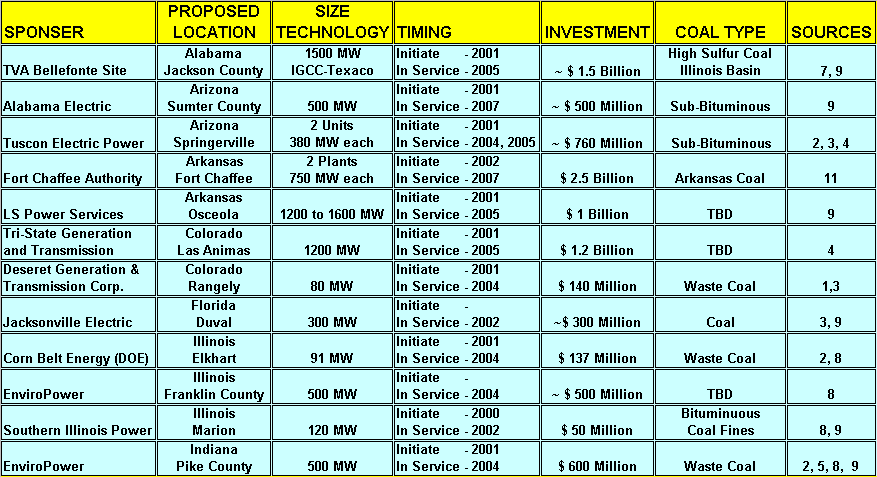 SPONSER PROPOSED LOCATION SIZE TECHNOLOGY TIMING INVESTMENT COAL TYPE SOURCES
Alabama 1500 MW Initiate - 2001 High Sulfur Coal
TVA Bellefonte Site Jackson County IGCC-Texaco In Service - 2005 ~ $ 1.5 Billion Illinois Basin 7, 9
Arizona Initiate - 2001
Alabama Electric Sumter County 500 MW In Service - 2007 ~ $ 500 Million Sub-Bituminous 9
Arizona 2 Units Initiate - 2001
Tuscon Electric Power Springerville 380 MW each In Service - 2004, 2005 ~ $ 760 Million Sub-Bituminous 2, 3, 4
Arkansas 2 Plants Initiate - 2002
Fort Chaffee Authority Fort Chaffee 750 MW each In Service - 2007 $ 2.5 Billion Arkansas Coal 11
Arkansas Initiate - 2001
LS Power Services Osceola 1200 to 1600 MW In Service - 2005 $ 1 Billion TBD 9
Tri-State Generation Colorado Initiate - 2001
and Transmission Las Animas 1200 MW In Service - 2005 $ 1.2 Billion TBD 4
Deseret Generation & Colorado Initiate - 2001
Transmission Corp. Rangely 80 MW In Service - 2004 $ 140 Million Waste Coal 1,3
Florida Initiate -
Jacksonville Electric Duval 300 MW In Service - 2002 ~$ 300 Million Coal 3, 9
Illinois Initiate - 2001
Corn Belt Energy (DOE) Elkhart 91 MW In Service - 2004 $ 137 Million Waste Coal 2, 8
Illinois Initiate -
EnviroPower Franklin County 500 MW In Service - 2004 ~ $ 500 Million TBD 8
Illinois Initiate - 2000 Bituminuous
Southern Illinois Power Marion 120 MW In Service - 2002 $ 50 Million Coal Fines 8, 9
Indiana Initiate - 2001
EnviroPower Pike County 500 MW In Service - 2004 $ 600 Million Waste Coal 2, 5, 8, 9